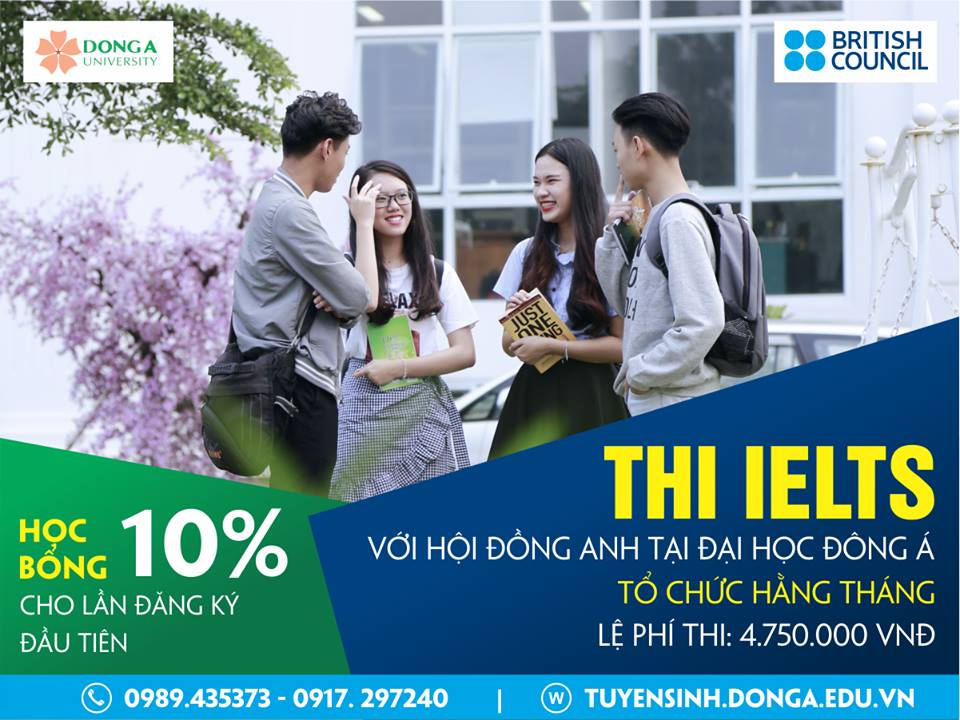 DONG A
UNIVERSITY
BRITISH
COUNCIL
JUST
ONE
THI IELTS
VỚI HỘI ĐỒNG ANH TẠI ĐẠI HỌC ĐÔNG Á
TỔ CHỨC HẰNG THÁNG
LỆ PHÍ THI: 4.750.000 VNĐ
HỌC
BỔNG
10%
CHO LẦN ĐĂNG KÝ
ĐẦU TIÊN
0989.435373 - 0917. 297240 | W TUYENSINH.DONGA.EDU.VN